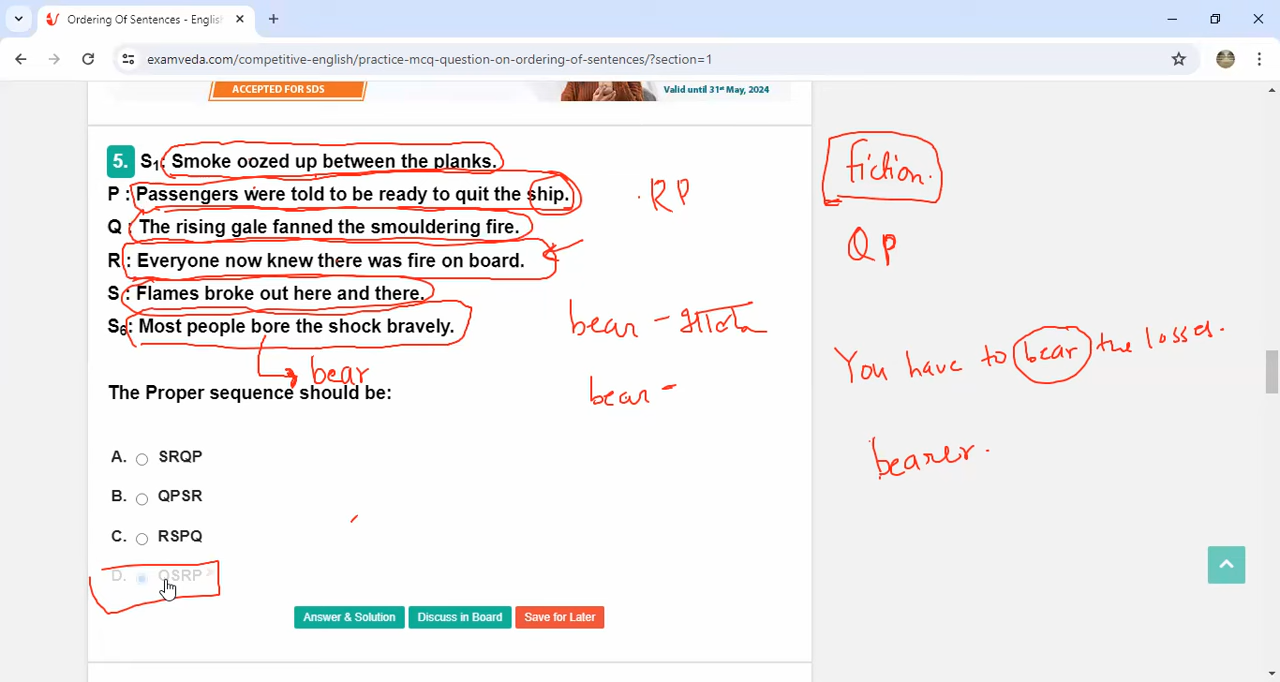 Ordering Of Sentences - Englis
examveda.com/competitive-english/practice-mcq-question-on-ordering-of-sentences/?section=1
ACCEPTED FOR SDS
Valid until 31st May, 2024
5. S1: Smoke oozed up between the planks.
P : Passengers were told to be ready to quit the ship.
Q : The rising gale fanned the smouldering fire.
R : Everyone now knew there was fire on board.
S : Flames broke out here and there.
S6: Most people bore the shock bravely.
The Proper sequence should be:
A. SRQP
B. QPSR
C. RSPQ
D. QSRP
Answer & Solution
Discuss in Board
Save for Later
RP
bear -
bear
bear -
fiction.
QP
You have to bear the losses.
bearer.